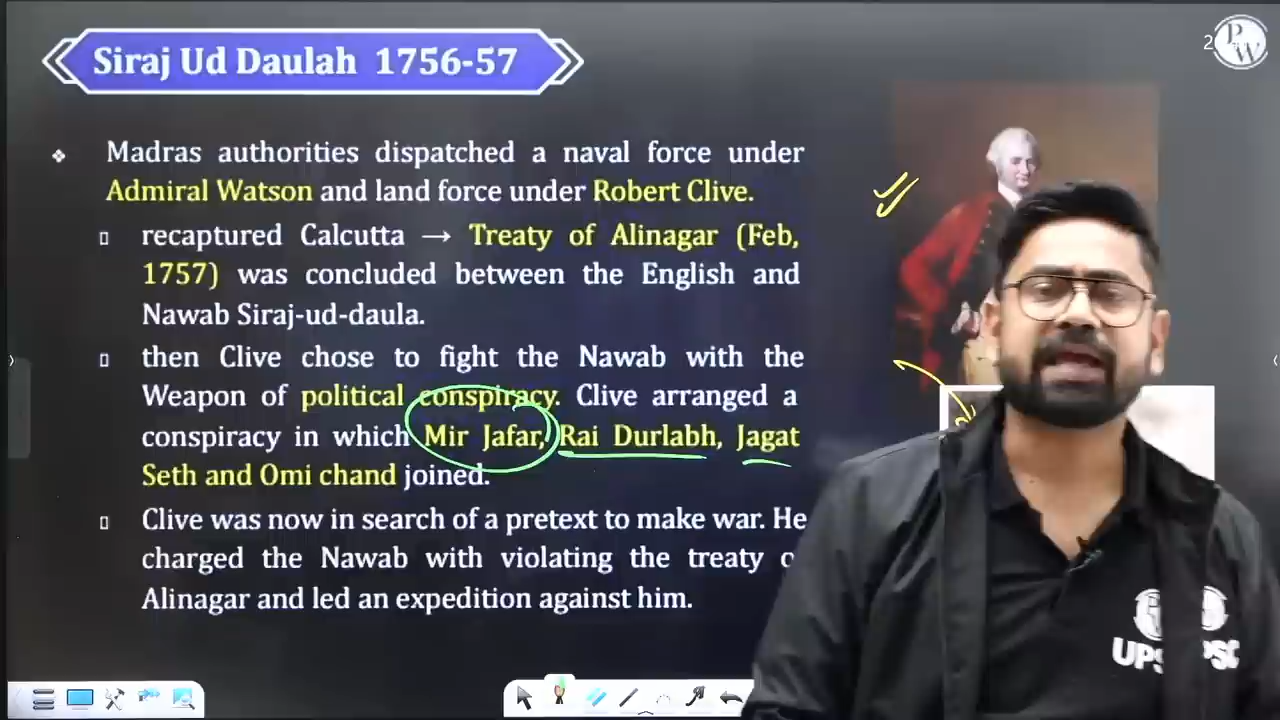 Siraj Ud Daulah 1756-57
Madras authorities dispatched a naval force under
Admiral Watson and land force under Robert Clive.
recaptured Calcutta → Treaty of Alinagar (Feb,
1757) was concluded between the English and
Nawab Siraj-ud-daula.
then Clive chose to fight the Nawab with the
Weapon of political conspiracy. Clive arranged a
conspiracy in which Mir Jafar, Rai Durlabh, Jagat
Seth and Omi chand joined.
Clive was now in search of a pretext to make war. He
charged the Nawab with violating the treaty
Alinagar and led an expedition against him.
PW